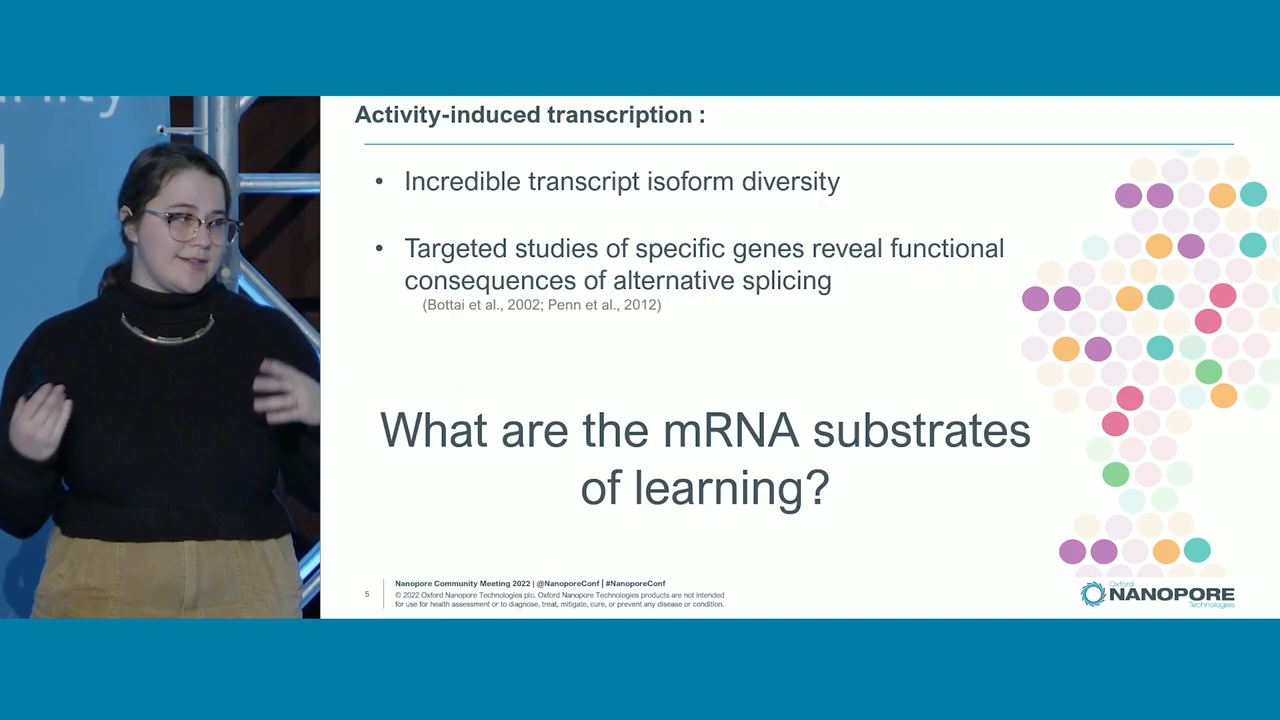 Activity-induced transcription :
• Incredible transcript isoform diversity
• Targeted studies of specific genes reveal functional
consequences of alternative splicing
(Bottai et al., 2002; Penn et al., 2012)
What are the mRNA substrates
of learning?
5
Nanopore Community Meeting 2022 | @NanoporeConf | #NanoporeConf
© 2022 Oxford Nanopore Technologies plc. Oxford Nanopore Technologies products are not intended
for use for health assessment or to diagnose, treat, mitigate, cure, or prevent any disease or condition.
Oxford
NANOPORE
Technologies